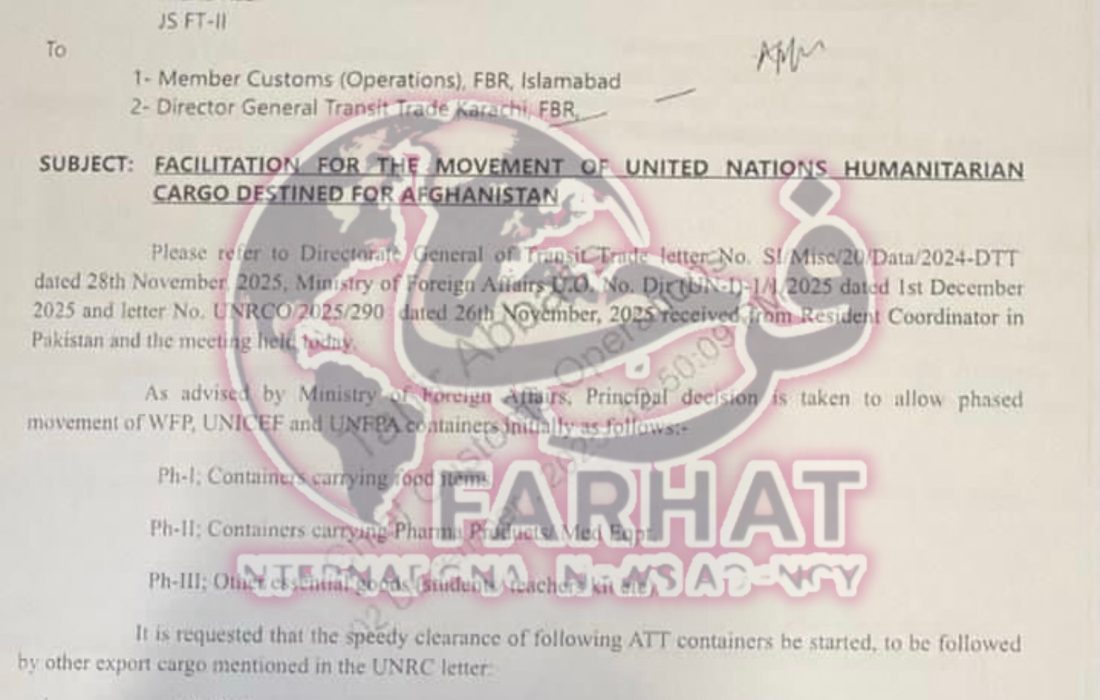 JS FT-II
To
1- Member Customs (Operations), FBR, Islamabad
2- Director General Transit Trade Karachi, FBR,
SUBJECT: FACILITATION FOR THE MOVEMENT OF UNITED NATIONS HUMANITARIAN
CARGO DESTINED FOR AFGHANISTAN
Please refer to Directorate General of Transit Trade letter No. SI/Misc/20/Data/2024-DTT
dated 28th November, 2025, Ministry of Foreign Affairs U.O. No. Dir (UN-I)-1/1/2025 dated 1st December
2025 and letter No. UNRCO/2025/290 dated 26th November, 2025 received from Resident Coordinator in
Pakistan and the meeting held today.
As advised by Ministry of Foreign Affairs, Principal decision is taken to allow phased
movement of WFP, UNICEF and UNFPA containers initially as follows:-
Ph-I; Containers carrying food items
Ph-II; Containers carrying Pharma Products/ Med Eqpt
Ph-III; Other essential goods (students/teachers kit etc)
It is requested that the speedy clearance of following ATT containers be started, to be followed
by other export cargo mentioned in the UNRC letter:
فرحت
FARHAT
INTERNATIONAL NEWS AGENCY